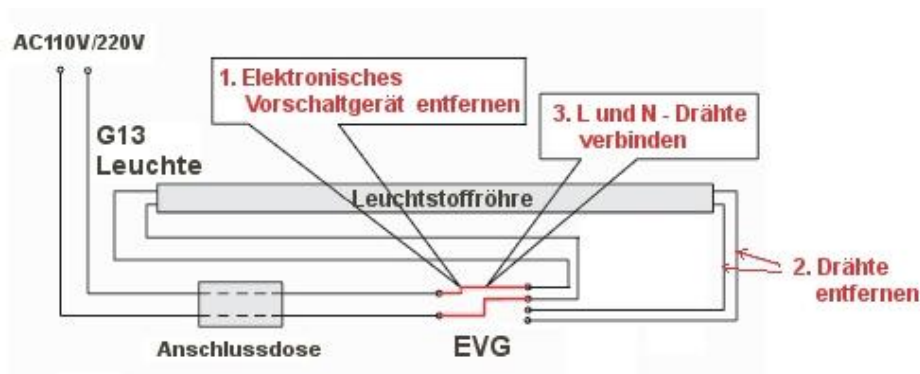 AC110V/220V
1. Elektronisches
Vorschaltgerät entfernen
3. L und N - Drähte
verbinden
G13
Leuchte
Leuchtstoffröhre
2. Drähte
entfernen
Anschlussdose
EVG